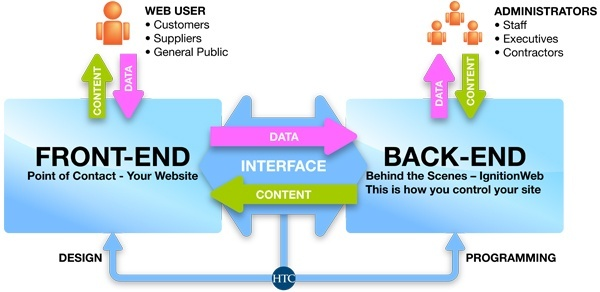 WEB USER
• Customers
• Suppliers
• General Public
ADMINISTRATORS
• Staff
• Executives
• Contractors
CONTENT
DATA
DATA
CONTENT
FRONT-END
Point of Contact - Your Website
DATA
INTERFACE
CONTENT
BACK-END
Behind the Scenes – IgnitionWeb
This is how you control your site
DESIGN
HTC
PROGRAMMING